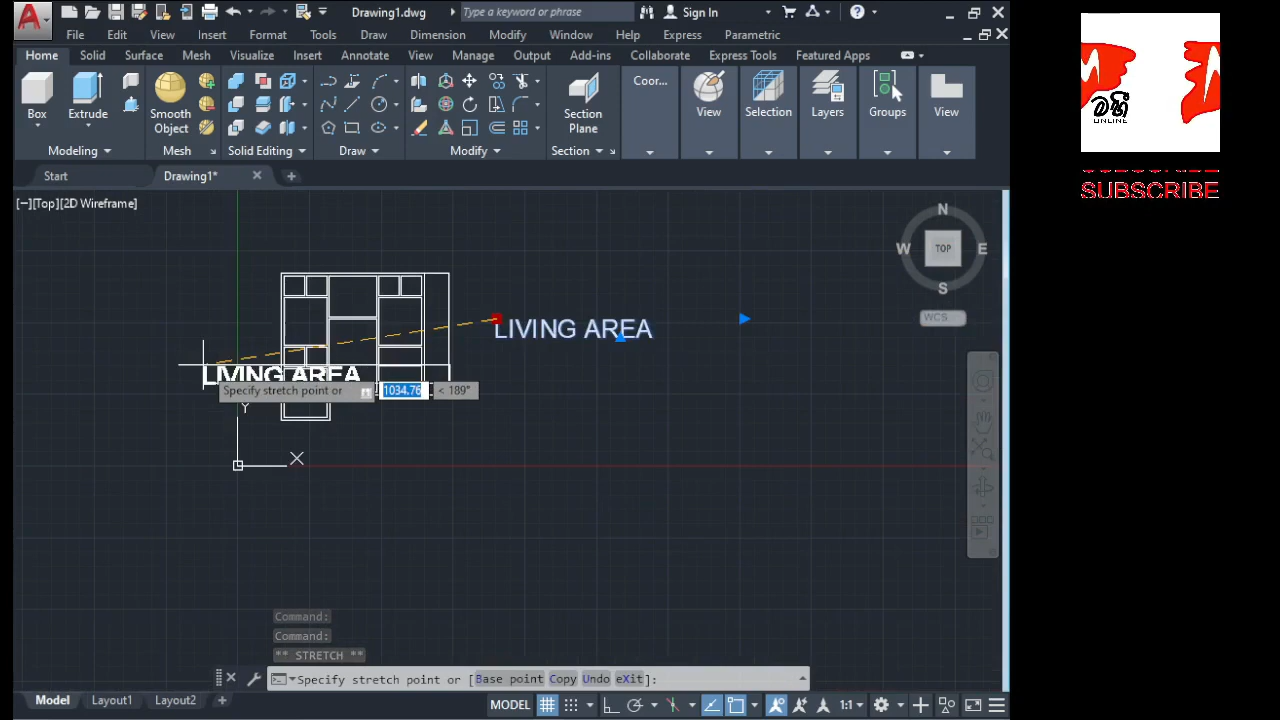 Drawing1.dwg
Type a keyword or phrase
Sign In
File Edit View Insert Format Tools Draw Dimension Modify Window Help Express Parametric
Home Solid Surface Mesh Visualize Insert Annotate View Manage Output Add-ins Collaborate Express Tools Featured Apps
Box
Extrude
Smooth Object
Section Plane
Coor...
View
Selection
Layers
Groups
View
Modeling
Mesh
Solid Editing
Draw
Modify
Section
Start
Drawing1*
[−][Top][2D Wireframe]
N
W TOP E
S
WCS
LIVING AREA
LIVING AREA
Specify stretch point or
1034.76
< 189°
Y
X
Command:
Command:
** STRETCH **
Specify stretch point or [Base point Copy Undo eXit]:
Model Layout1 Layout2
MODEL
1:1
මහී
ONLINE
SUBSCRIBE